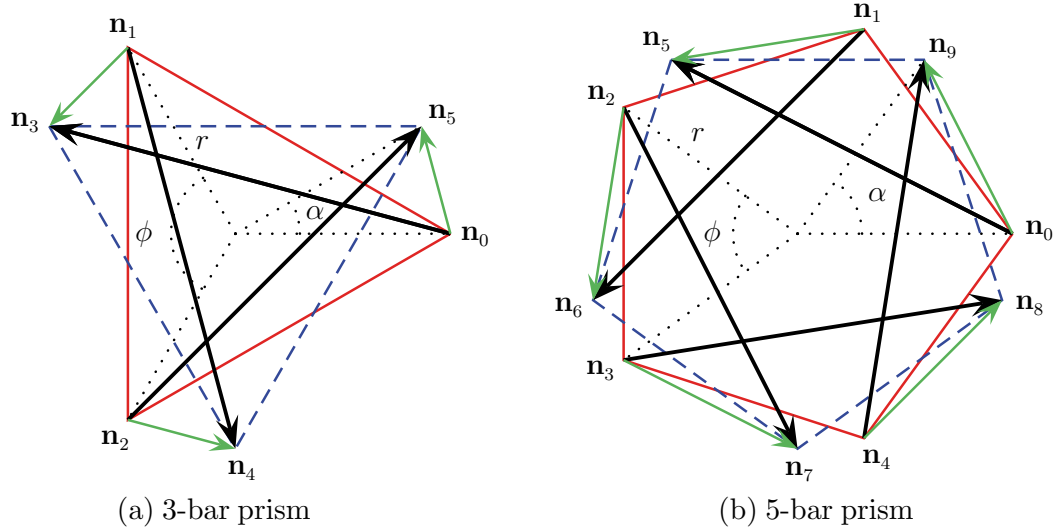 n₁
n₃
r
n₅
ϕ
α
n₀
n₂
n₄
(a) 3-bar prism
n₁
n₅
n₉
n₂
r
α
ϕ
n₀
n₆
n₈
n₃
n₄
n₇
(b) 5-bar prism